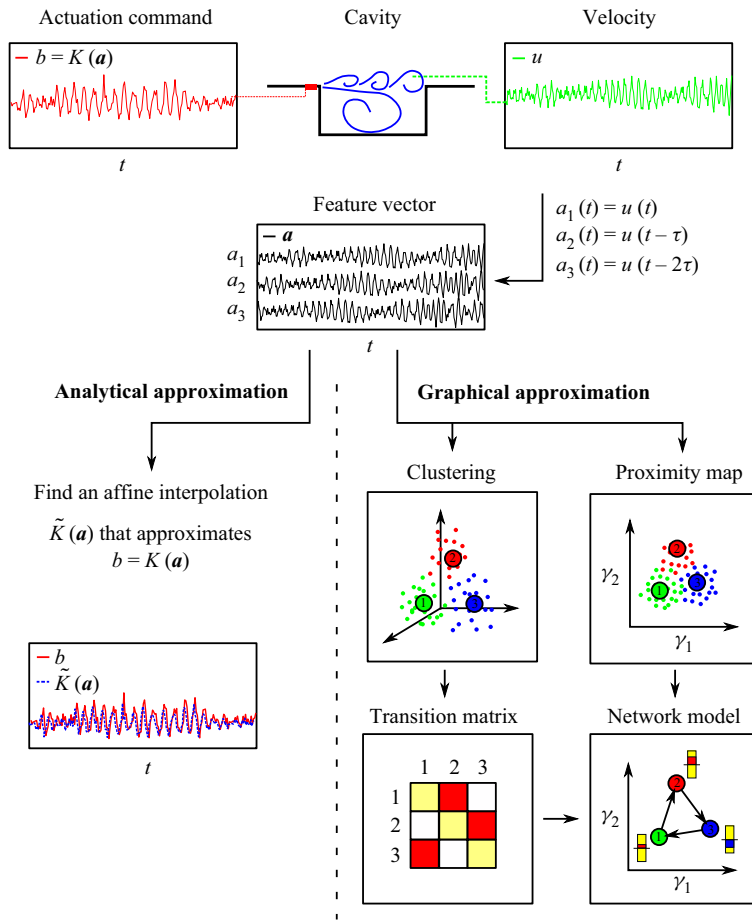 Actuation command
Cavity
Velocity
b = K (a)
u
t
t
Feature vector
a
a1
a2
a3
t
a1 (t) = u (t)
a2 (t) = u (t – τ)
a3 (t) = u (t – 2τ)
Analytical approximation
Graphical approximation
Find an affine interpolation
K̃ (a) that approximates
b = K (a)
b
K̃ (a)
t
Clustering
2
1
3
Proximity map
γ2
2
1
3
γ1
Transition matrix
1 2 3
1
2
3
Network model
γ2
2
1
3
γ1